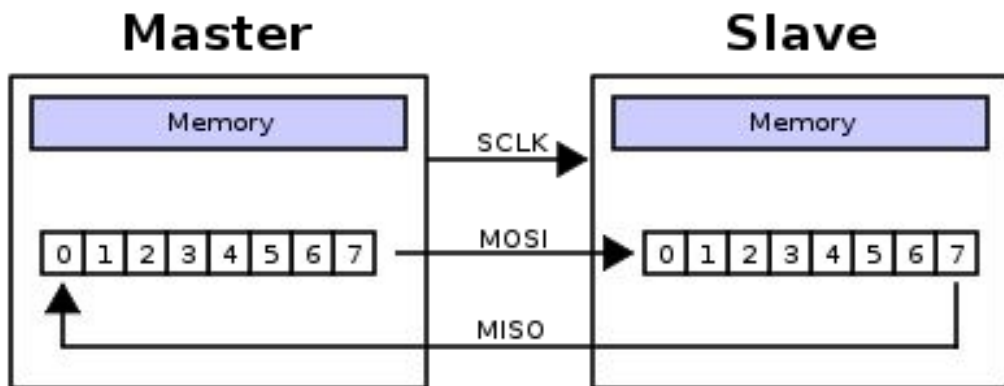 Master Slave
Memory Memory
SCLK
0 1 2 3 4 5 6 7 MOSI 0 1 2 3 4 5 6 7
MISO